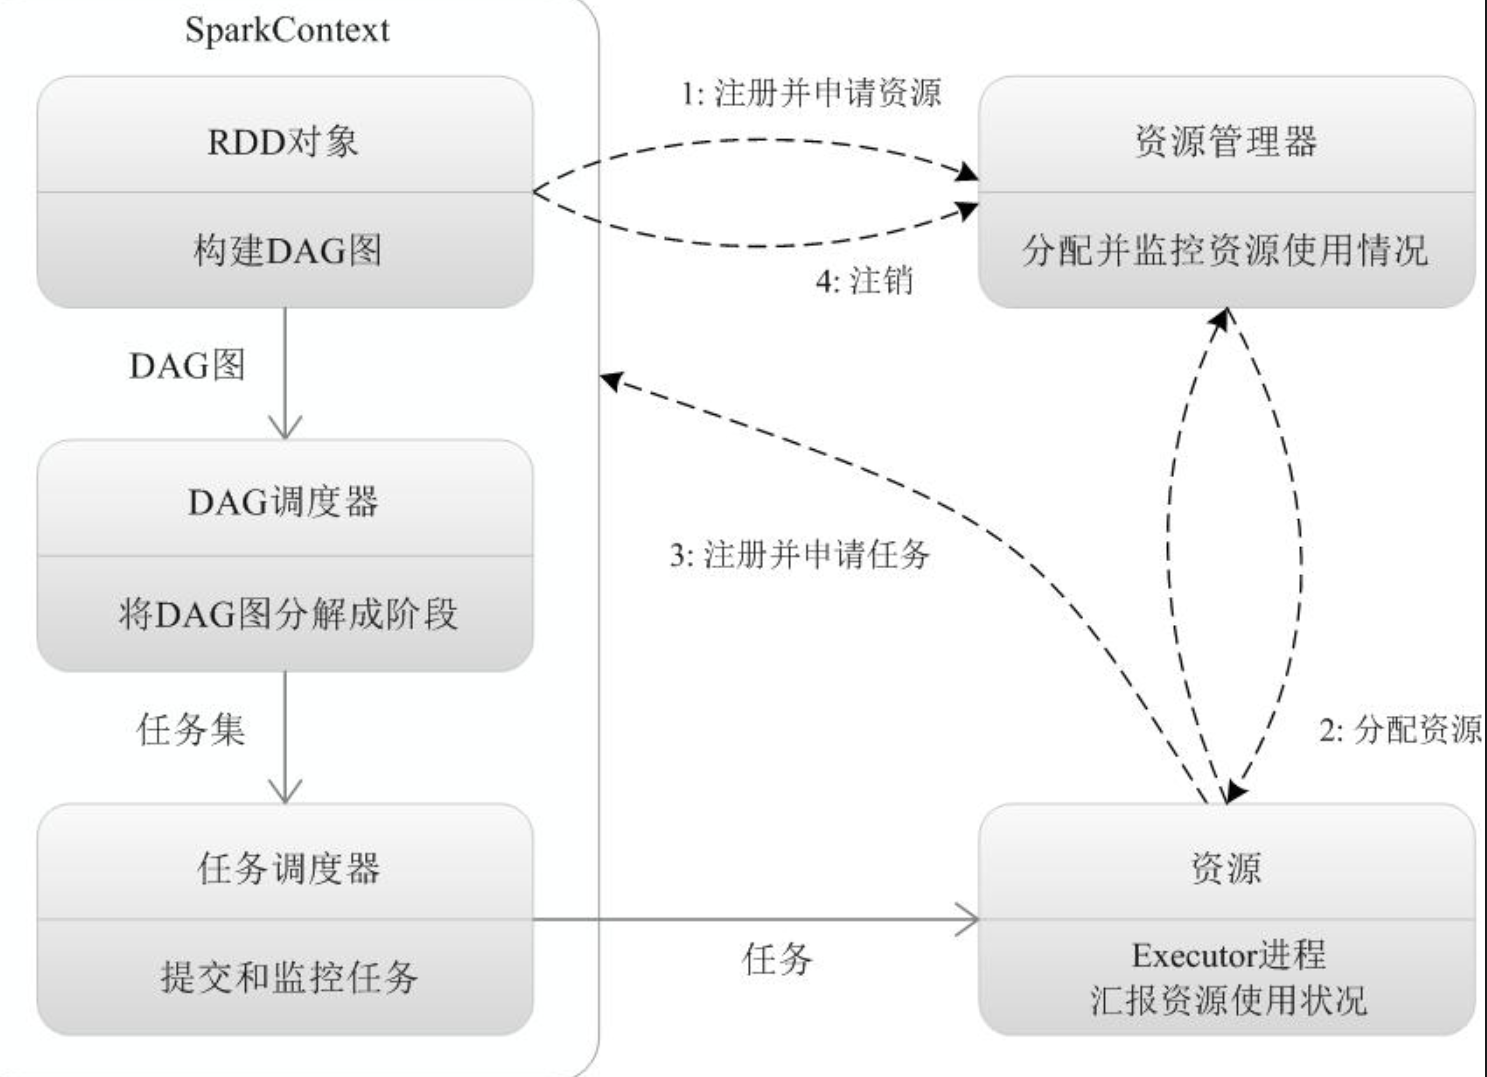 SparkContext
RDD对象
构建DAG图
1: 注册并申请资源
4: 注销
资源管理器
分配并监控资源使用情况
DAG图
DAG调度器
将DAG图分解成阶段
3: 注册并申请任务
2: 分配资源
任务集
任务调度器
提交和监控任务
任务
资源
Executor进程
汇报资源使用状况